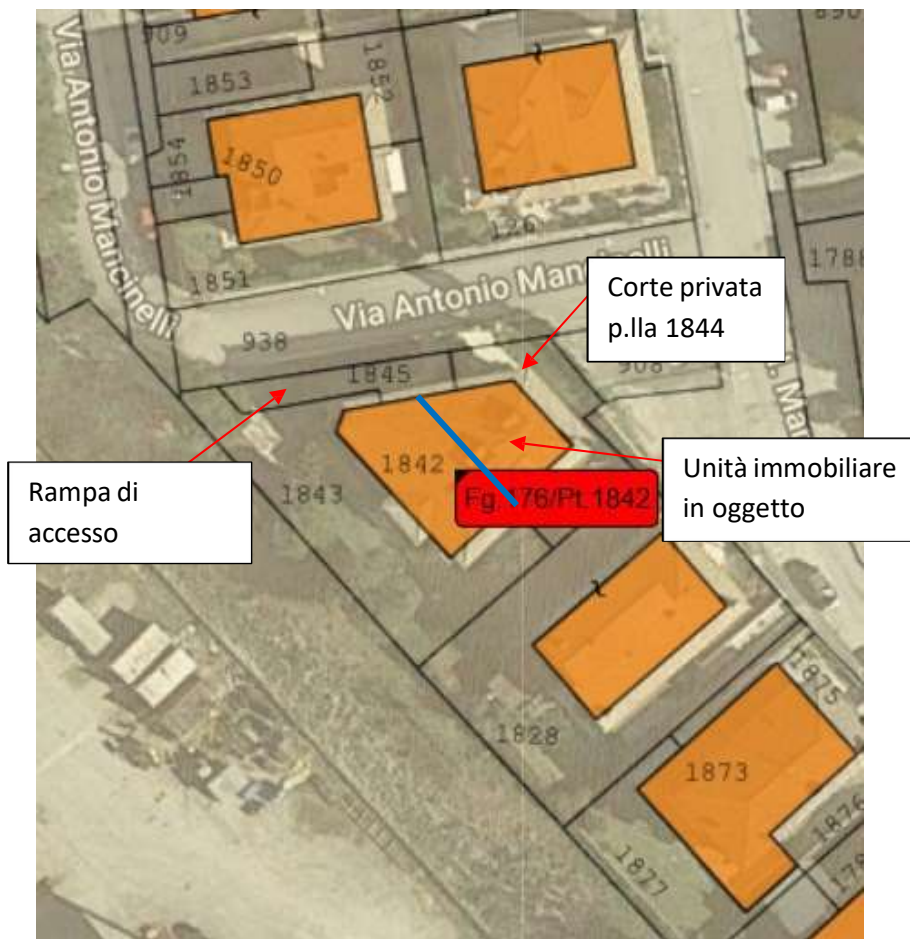 909
1853
1852
890
Via Antonio Mancinelli
1854
1850
126
1851
1788
Via Antonio Mancinelli
Corte privata
p.lla 1844
938
1845
908
1842
Unità immobiliare
in oggetto
Rampa di
accesso
1843
Fg. 176/Pt. 1842
1875
1828
1873
1876
1877